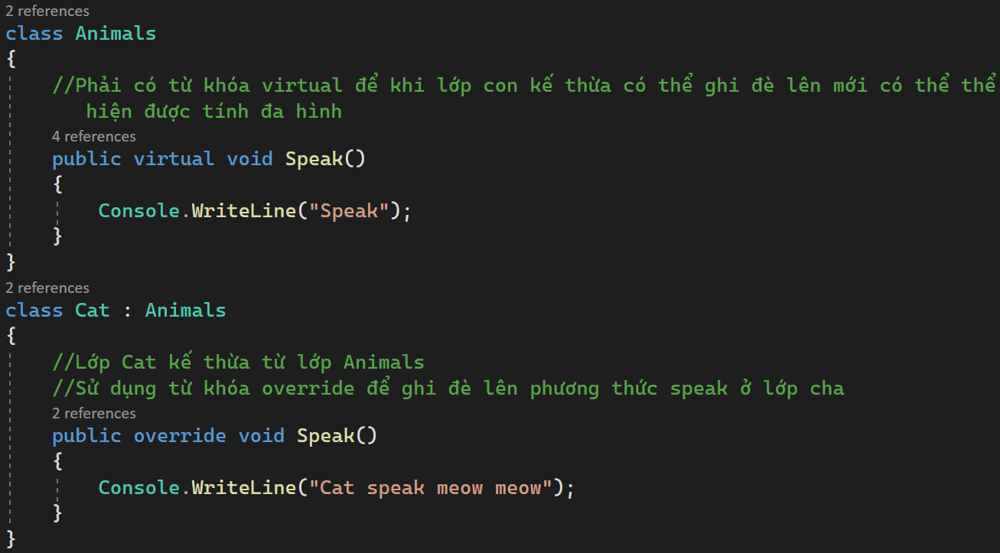 2 references
class Animals
{
//Phải có từ khóa virtual để khi lớp con kế thừa có thể ghi đè lên mới có thể thể
hiện được tính đa hình
4 references
public virtual void Speak()
{
Console.WriteLine("Speak");
}
}
2 references
class Cat : Animals
{
//Lớp Cat kế thừa từ lớp Animals
//Sử dụng từ khóa override để ghi đè lên phương thức speak ở lớp cha
2 references
public override void Speak()
{
Console.WriteLine("Cat speak meow meow");
}
}